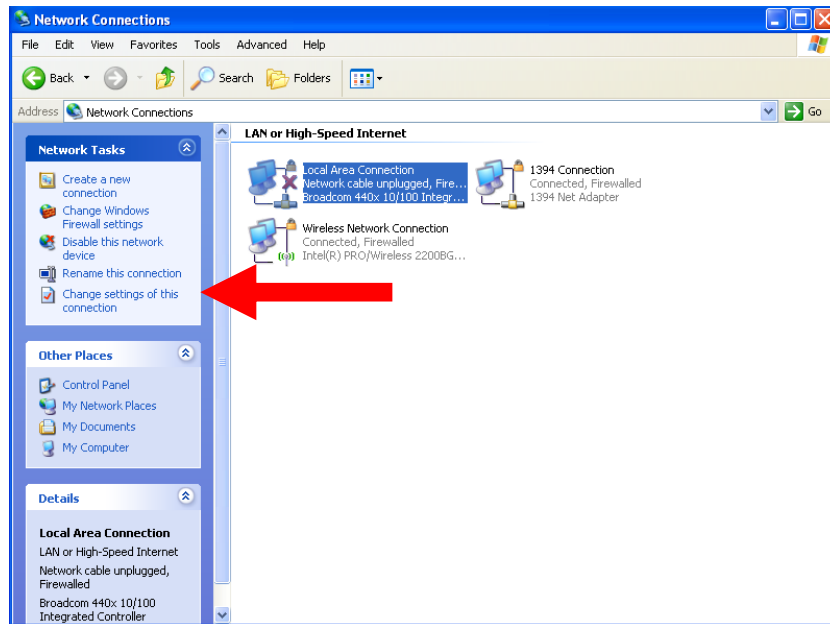 Network Connections
File Edit View Favorites Tools Advanced Help
Back Search Folders
Address Network Connections Go
Network Tasks
Create a new
connection
Change Windows
Firewall settings
Disable this network
device
Rename this connection
Change settings of this
connection
Other Places
Control Panel
My Network Places
My Documents
My Computer
Details
Local Area Connection
LAN or High-Speed Internet
Network cable unplugged,
Firewalled
Broadcom 440x 10/100
Integrated Controller
LAN or High-Speed Internet
Local Area Connection
Network cable unplugged, Fire...
Broadcom 440x 10/100 Integr...
1394 Connection
Connected, Firewalled
1394 Net Adapter
Wireless Network Connection
Connected, Firewalled
Intel(R) PRO/Wireless 2200BG...